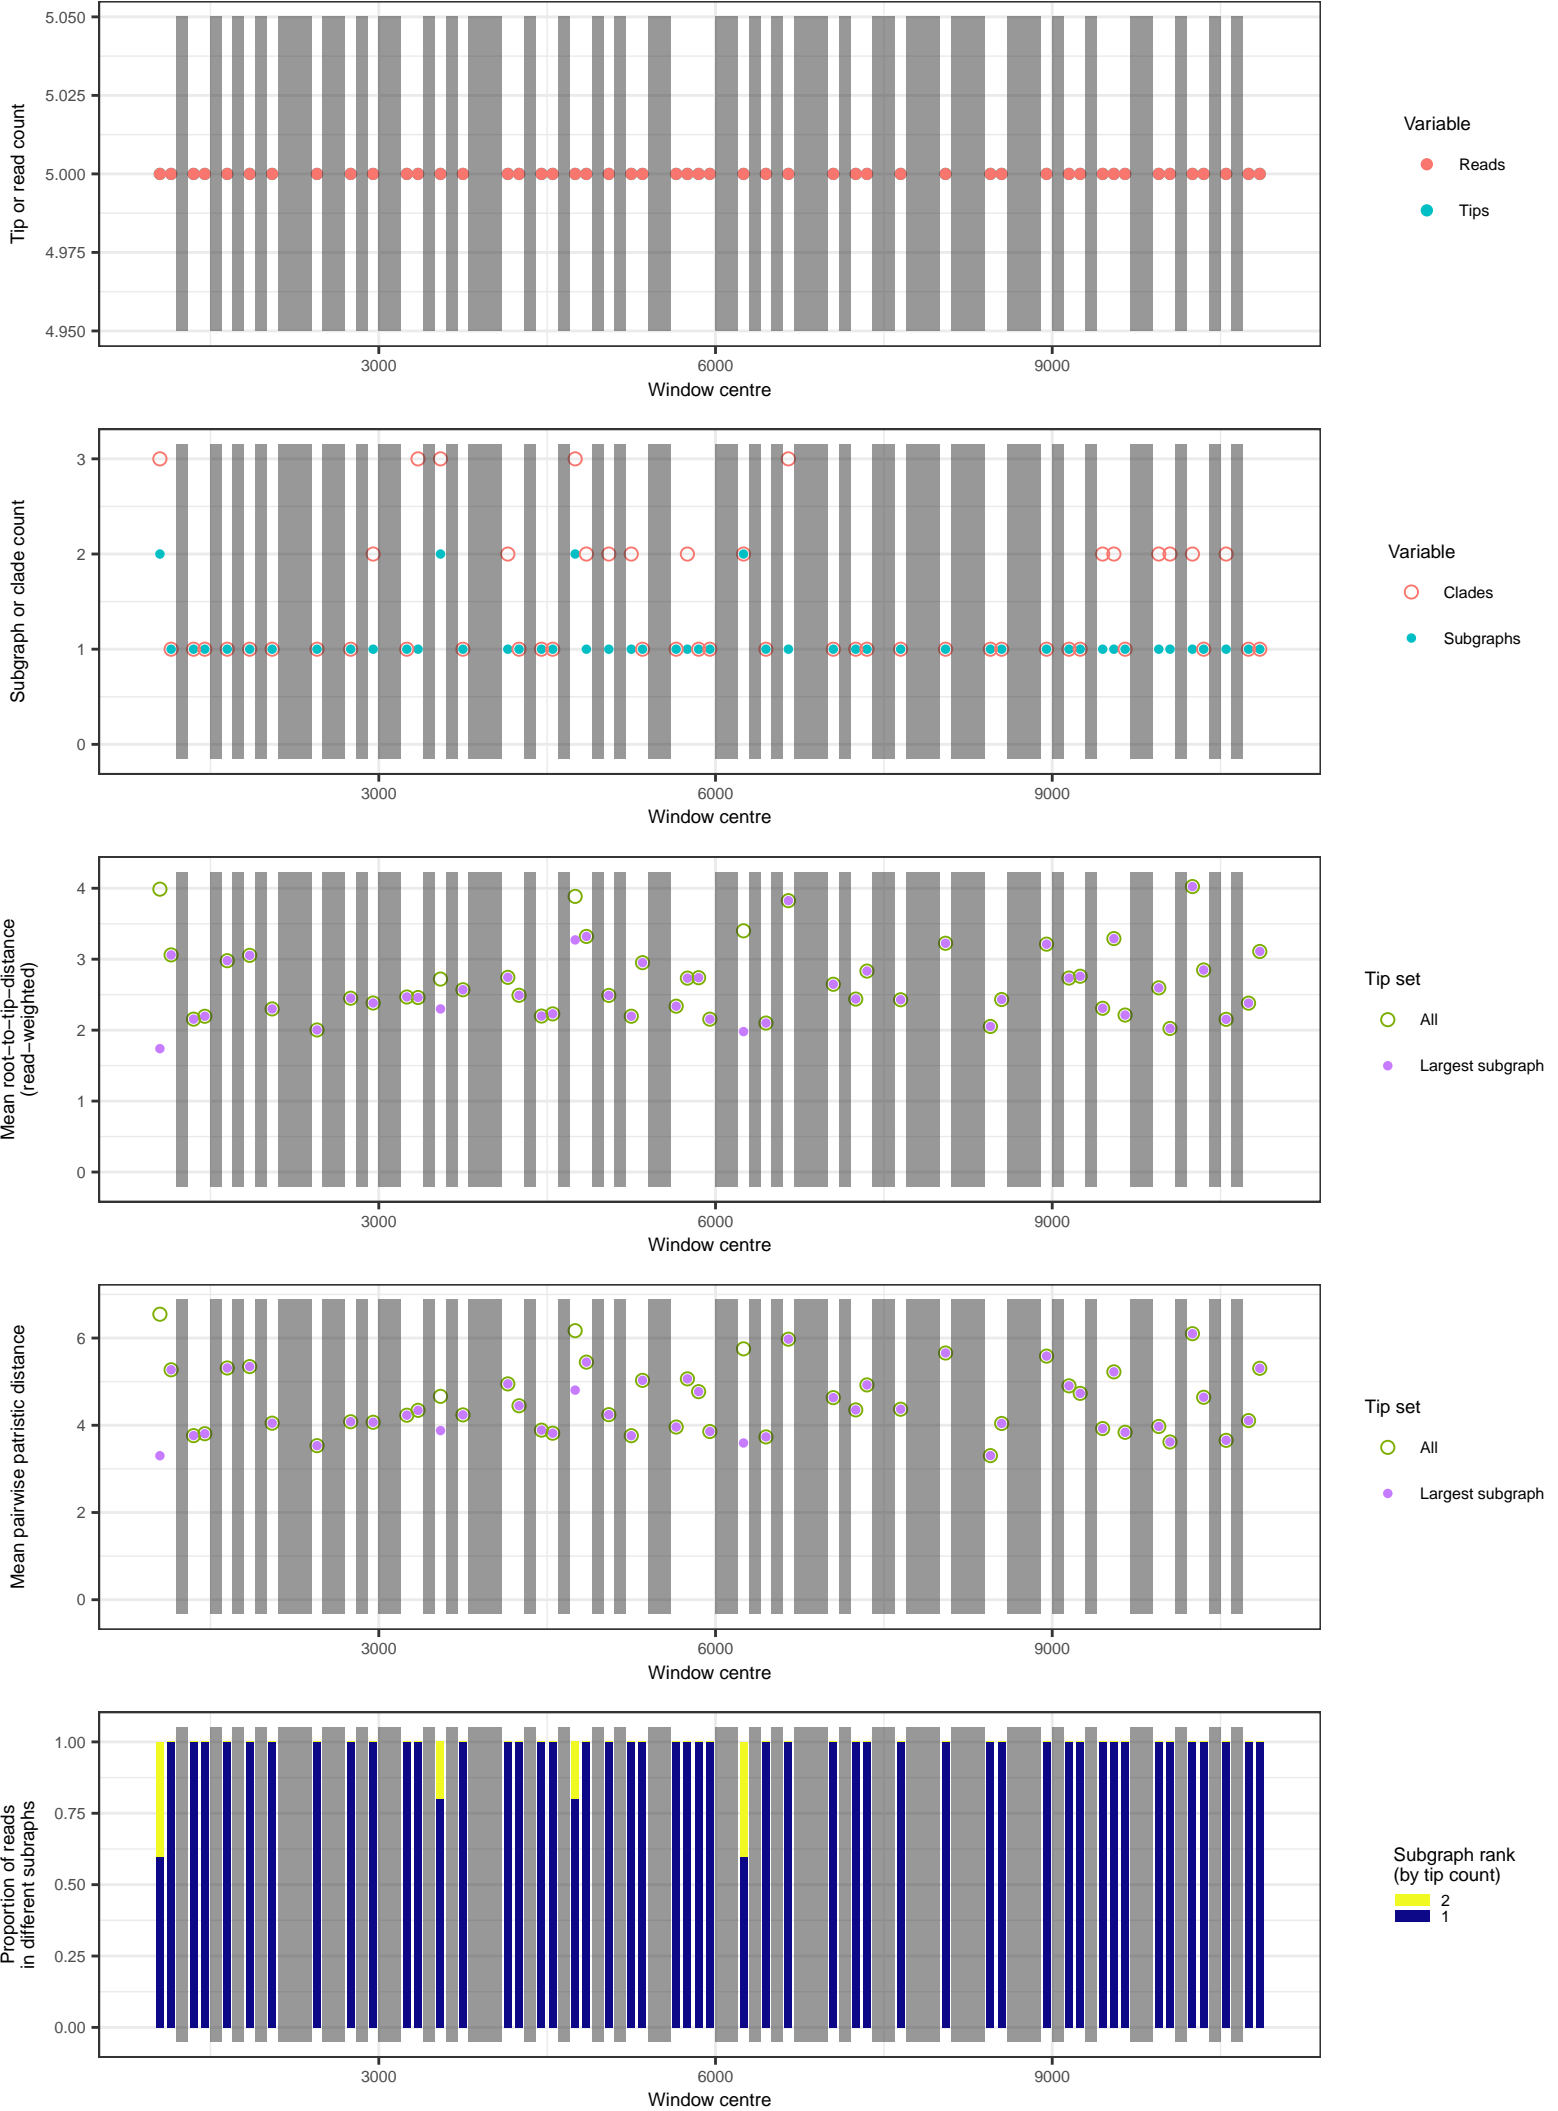 5.050
5.025
5.000
4.975
4.950
Tip or read count
3000
6000
9000
Window centre
Variable
Reads
Tips
3
2
1
0
Subgraph or clade count
3000
6000
9000
Window centre
Variable
Clades
Subgraphs
4
3
2
1
0
Mean root−to−tip−distance
(read−weighted)
3000
6000
9000
Window centre
Tip set
All
Largest subgraph
6
4
2
0
Mean pairwise patristic distance
3000
6000
9000
Window centre
Tip set
All
Largest subgraph
1.00
0.75
0.50
0.25
0.00
Proportion of reads
in different subraphs
3000
6000
9000
Window centre
Subgraph rank
(by tip count)
2
1